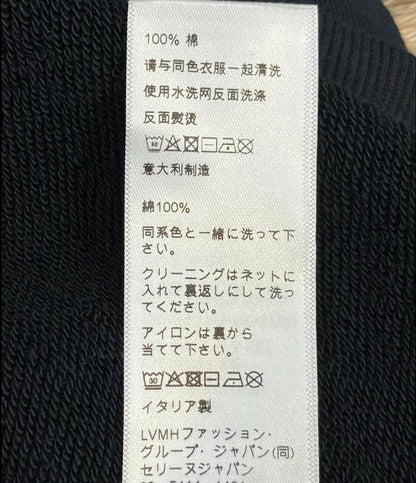 100% 棉
请与同色衣服一起清洗
使用水洗网反面洗涤
反面熨烫
意大利制造
綿100%
同系色と一緒に洗って下
さい。
クリーニングはネットに
入れて裏返しにして洗っ
てください。
アイロンは裏から
当てて下さい。
イタリア製
LVMHファッション・
グループ・ジャパン(同)
セリーヌジャパン